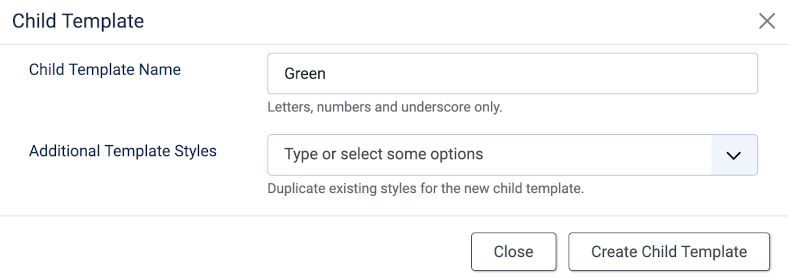 Child Template
Child Template Name
Green
Letters, numbers and underscore only.
Additional Template Styles
Type or select some options
Duplicate existing styles for the new child template.
Close
Create Child Template